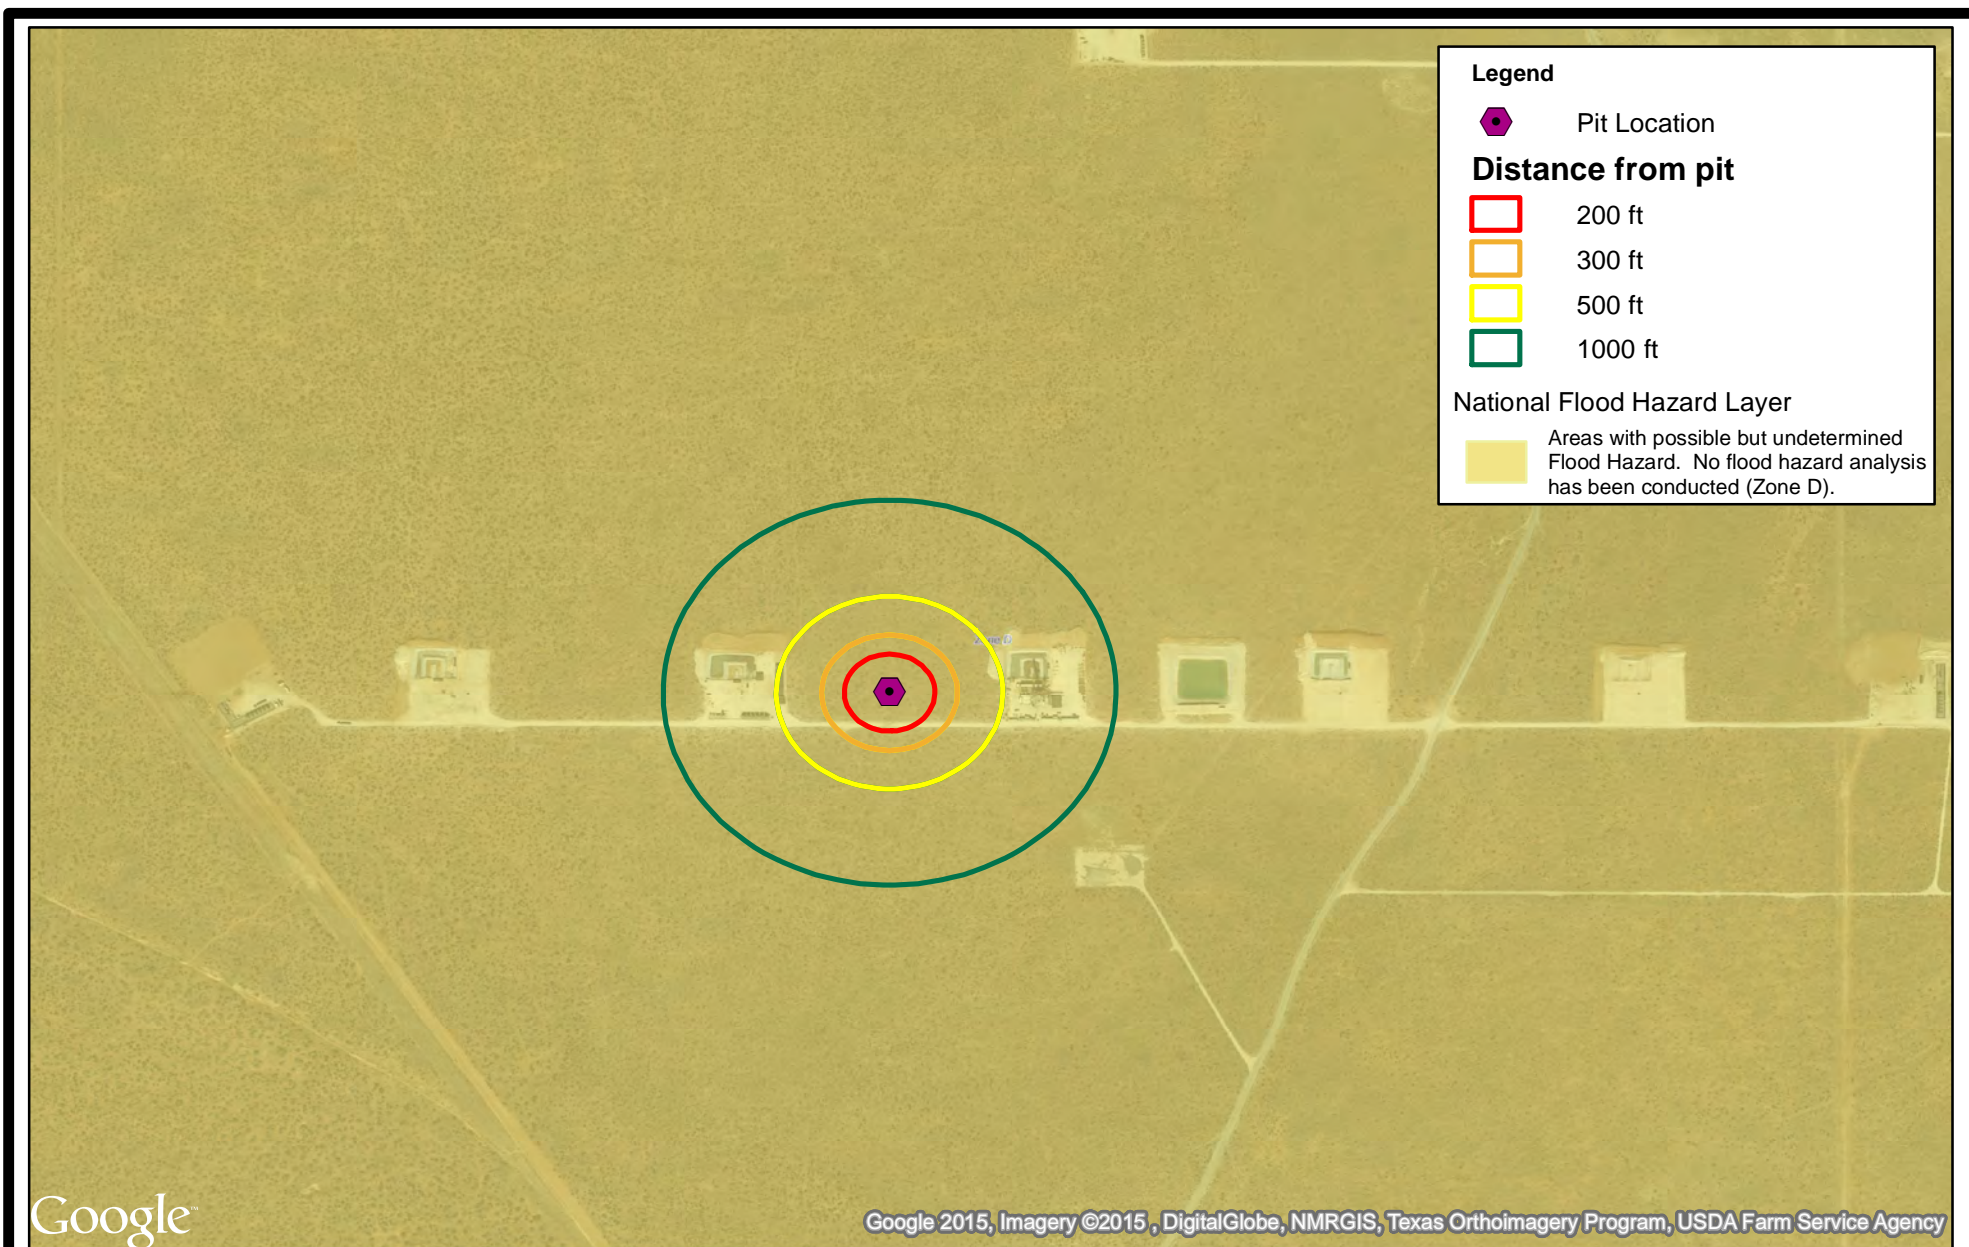 Legend
Pit Location
Distance from pit
200 ft
300 ft
500 ft
1000 ft
National Flood Hazard Layer
Areas with possible but undetermined
Flood Hazard.  No flood hazard analysis
has been conducted (Zone D).
Zone D
Google™
Google 2015, Imagery ©2015 , DigitalGlobe, NMRGIS, Texas Orthoimagery Program, USDA Farm Service Agency